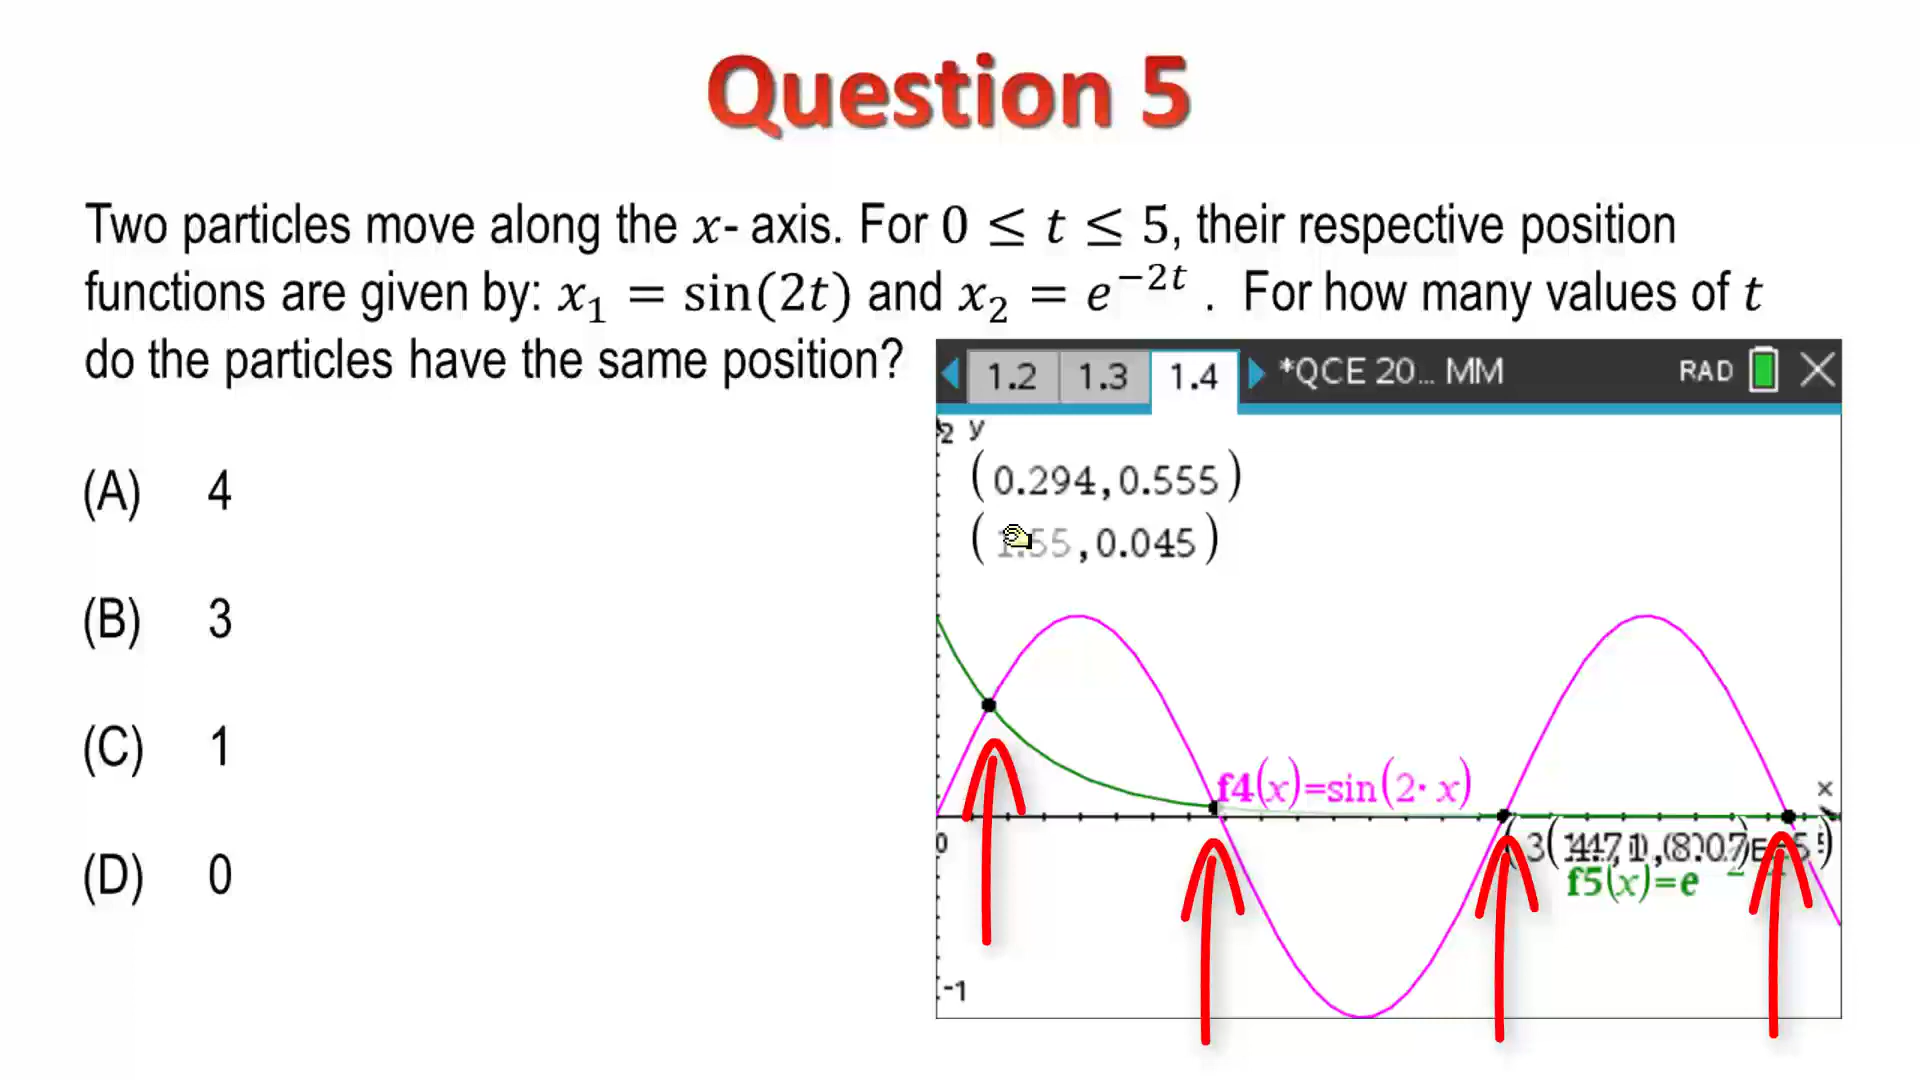 Question 5
Two particles move along the x- axis. For 0 ≤ t ≤ 5, their respective position
functions are given by: x₁ = sin(2t) and x₂ = e⁻²ᵗ . For how many values of t
do the particles have the same position?
1.2 1.3 1.4 *QCE 20... MM RAD
2 y
(0.294,0.555)
(A) 4
55,0.045)
(B) 3
(C) 1
f4(x)=sin(2·x) x
0
(D) 0
f5(x)=e
-1